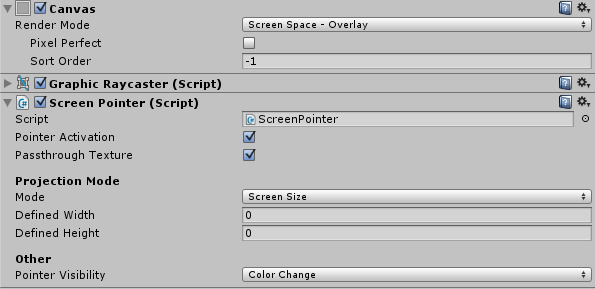 Canvas
Render Mode Screen Space - Overlay
Pixel Perfect
Sort Order -1
Graphic Raycaster (Script)
C# Screen Pointer (Script)
Script ScreenPointer
Pointer Activation
Passthrough Texture
Projection Mode
Mode Screen Size
Defined Width 0
Defined Height 0
Other
Pointer Visibility Color Change